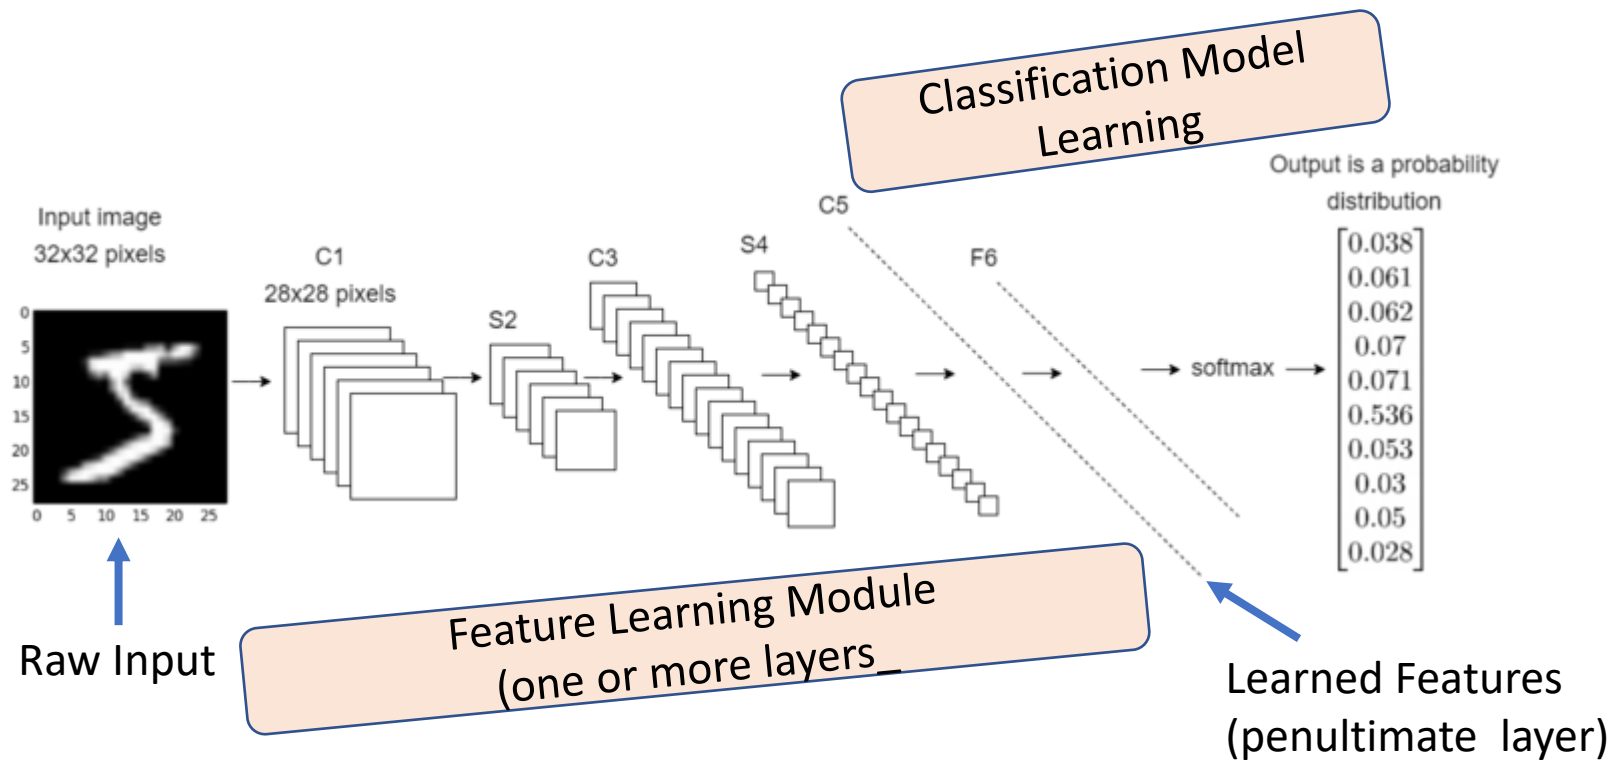 Classification Model
Learning
Output is a probability
distribution
Input image
32x32 pixels
C1
28x28 pixels
S2
C3
S4
C5
F6
0
5
10
15
20
25
0 5 10 15 20 25
softmax
0.038
0.061
0.062
0.07
0.071
0.536
0.053
0.03
0.05
0.028
Raw Input
Feature Learning Module
(one or more layers_
Learned Features
(penultimate layer)